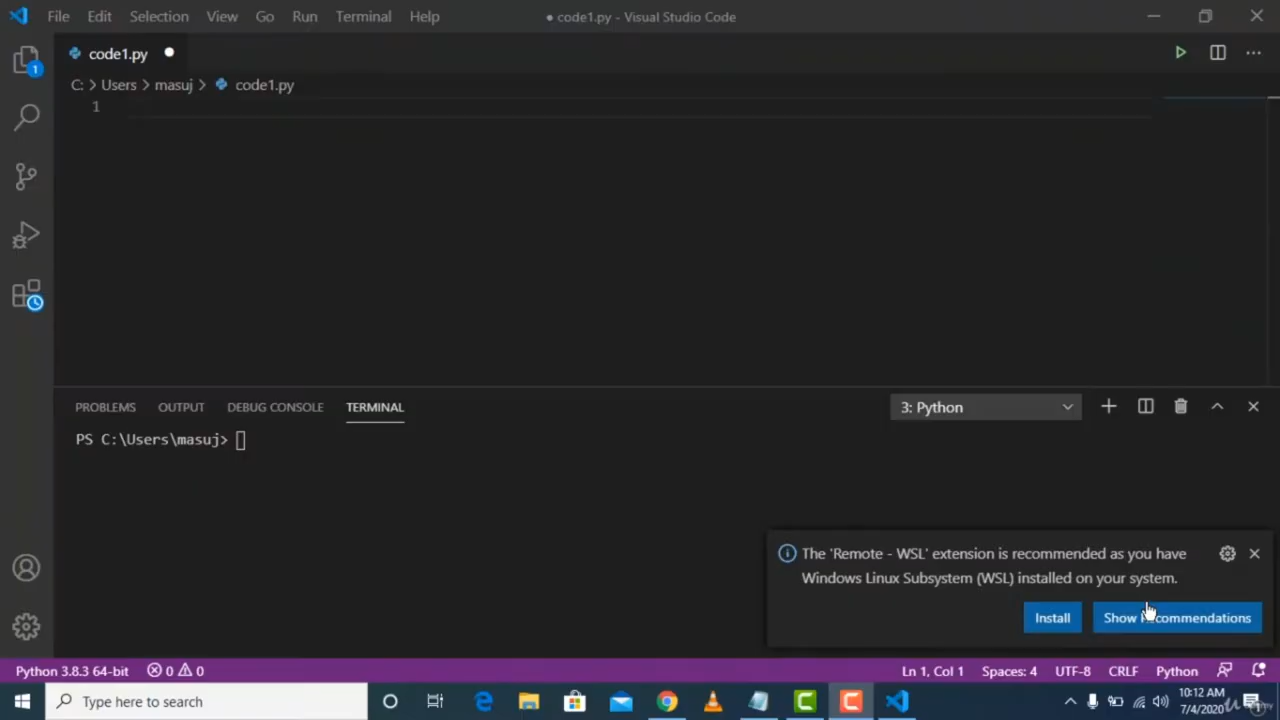 File Edit Selection View Go Run Terminal Help
● code1.py - Visual Studio Code
code1.py ●
C: > Users > masuj > code1.py
1
1
PROBLEMS OUTPUT DEBUG CONSOLE TERMINAL
3: Python
PS C:\Users\masuj>
The 'Remote - WSL' extension is recommended as you have
Windows Linux Subsystem (WSL) installed on your system.
Install
Show Recommendations
Python 3.8.3 64-bit 0 0
Ln 1, Col 1 Spaces: 4 UTF-8 CRLF Python
Type here to search
10:12 AM
7/4/2020